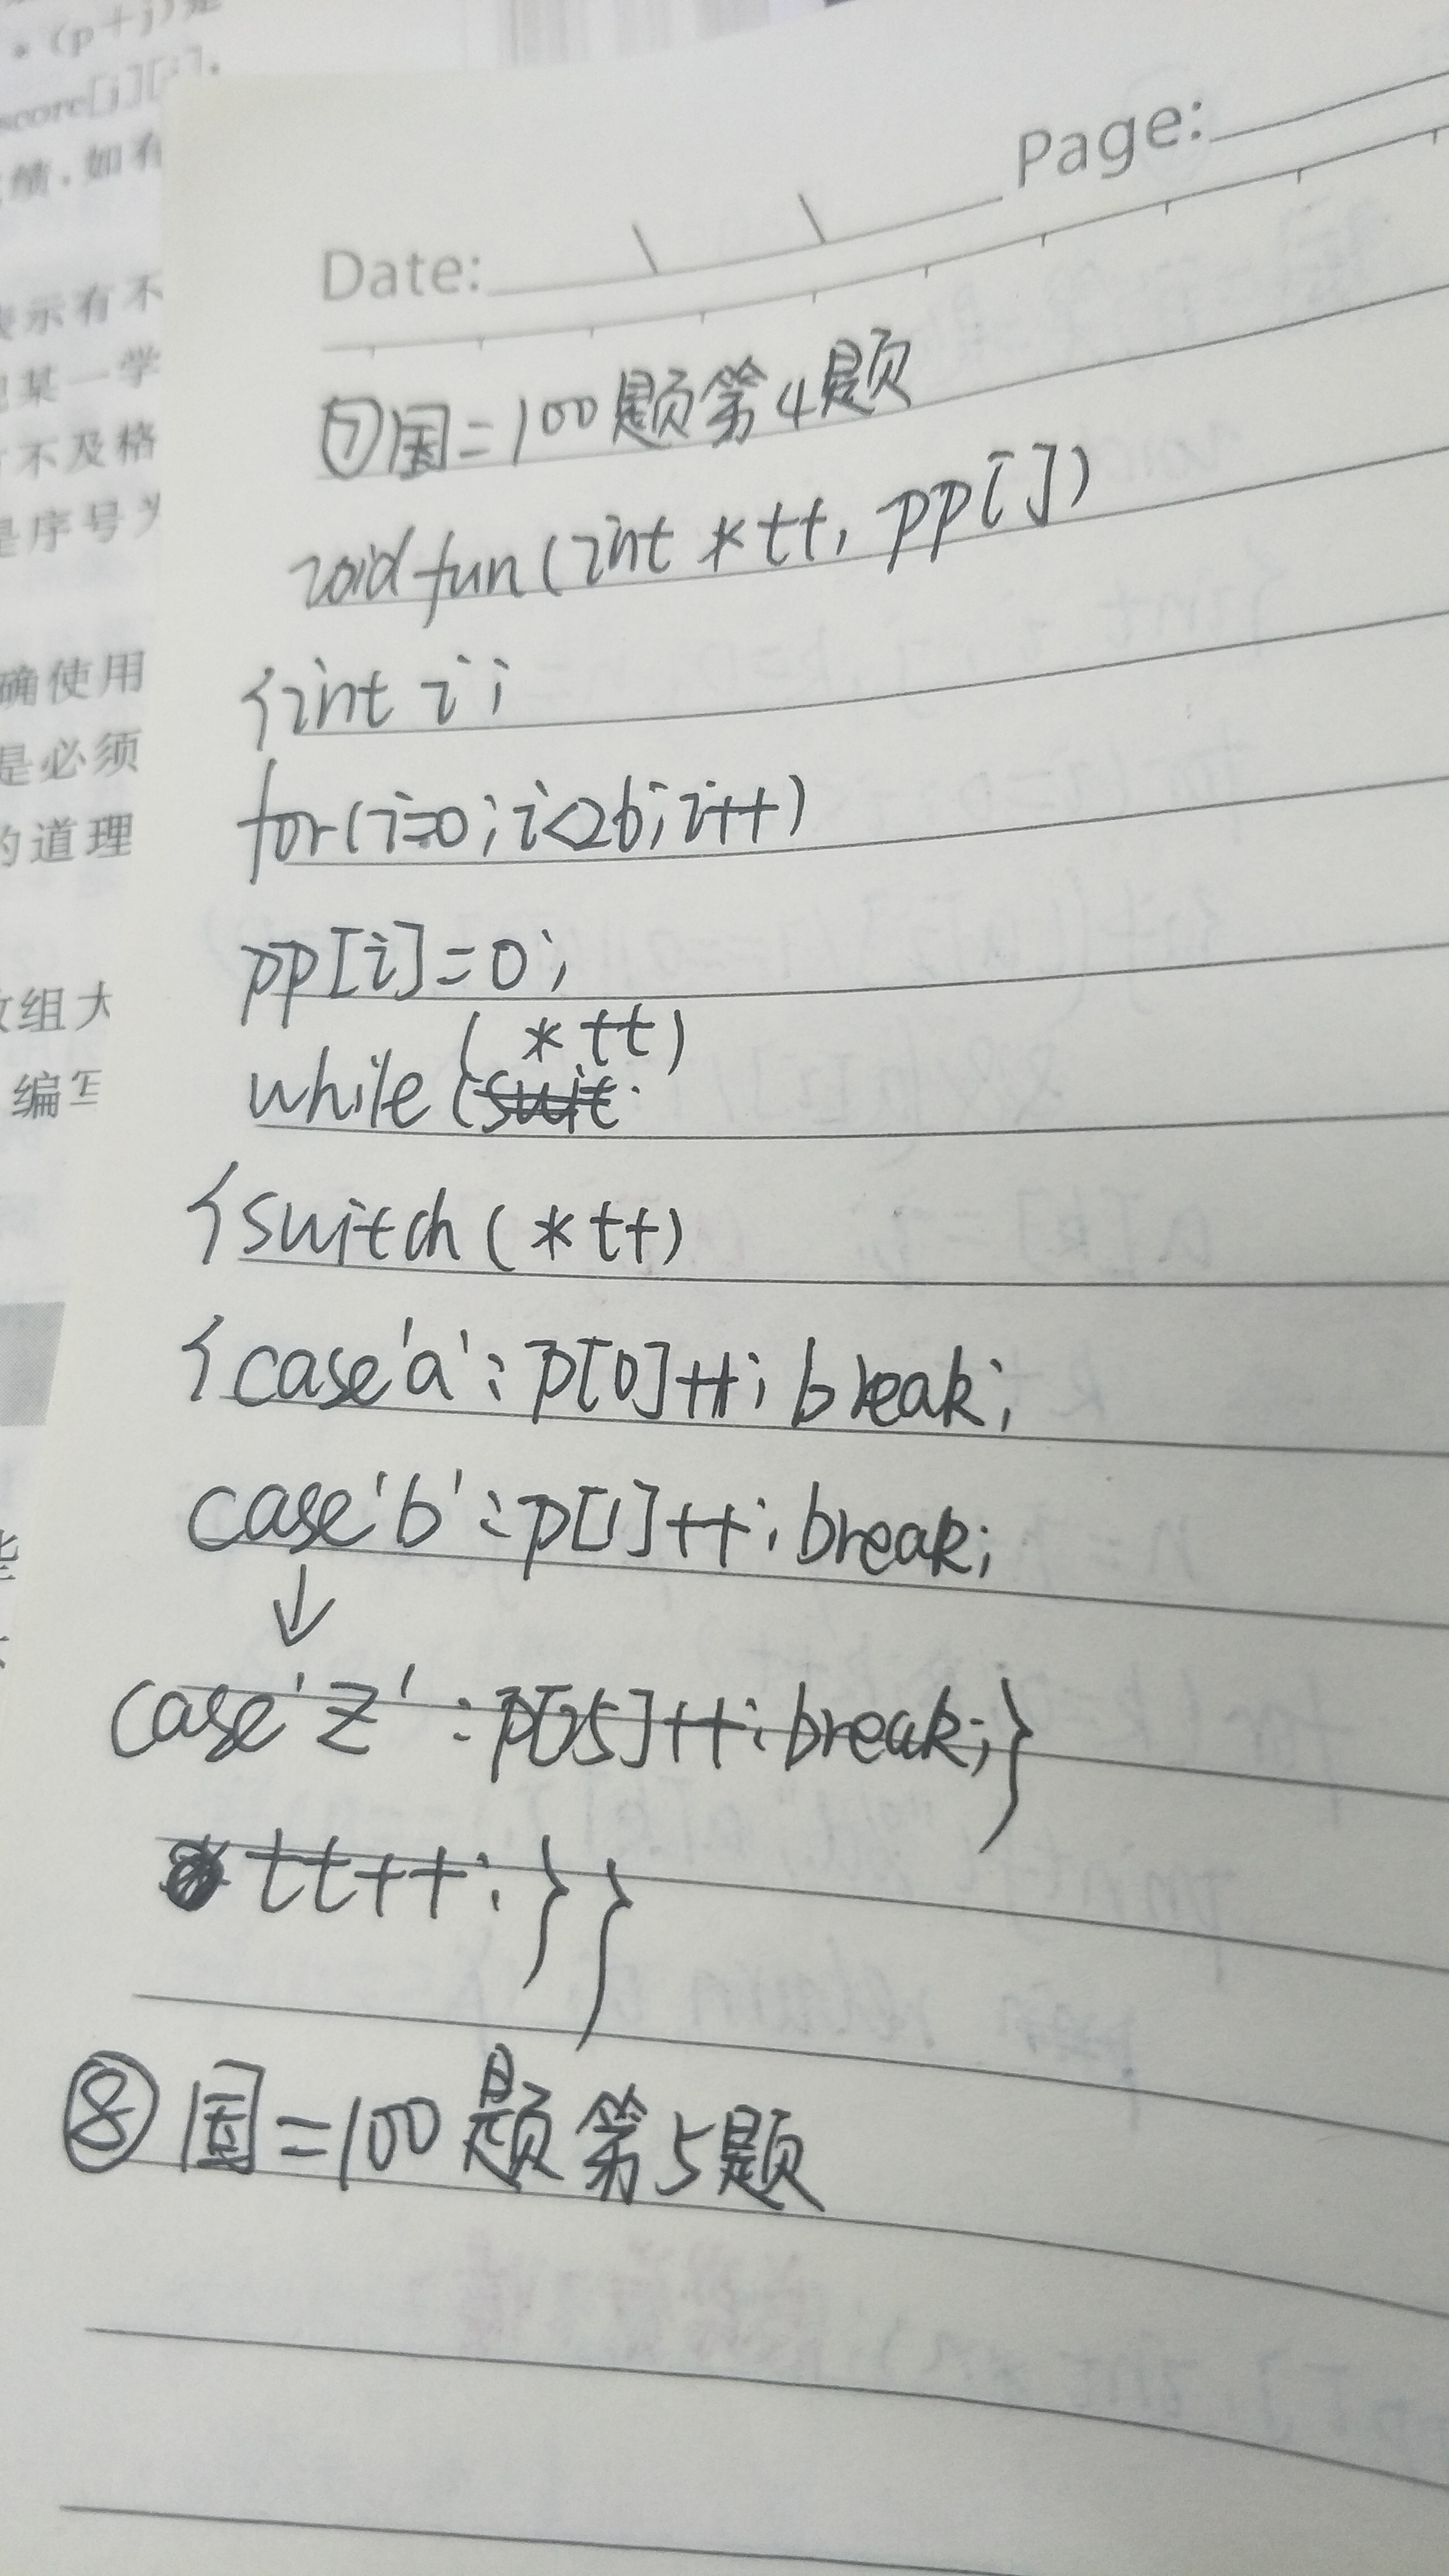 *(p+j)是
score[j][i].
绩.如有
表示有不
某一学
不及格
是序号为
确使用
是必须
的道理
数组大
编写
Date:
Page:
⑦国二100题第4题
void fun(int *tt, pp[])
{int i;
for(i=0;i<26;i++)
pp[i]=0;
(*tt)
while(
{switch(*tt)
{case'a':p[0]++;break;
case'b':p[1]++;break;
↓
case'z':p[25]++;break;}
tt++;}}
⑧国二100题第5题